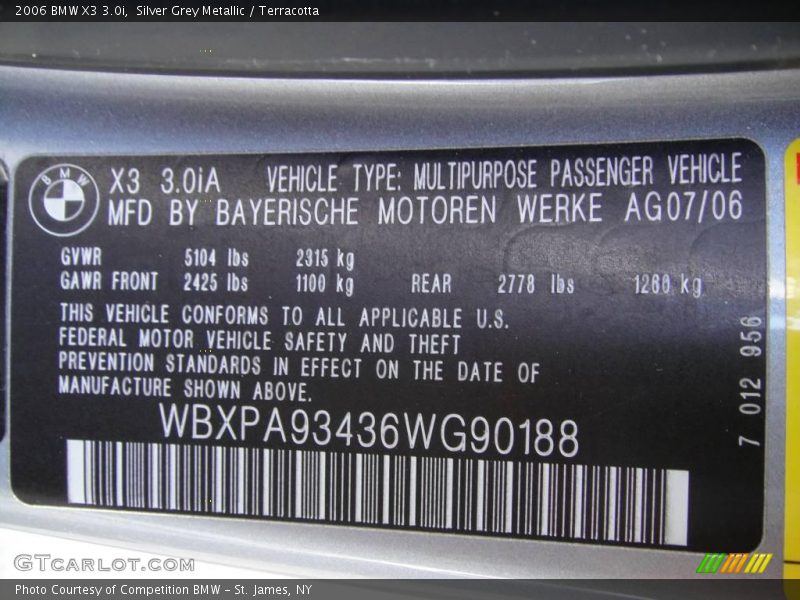 2006 BMW X3 3.0i, Silver Grey Metallic / Terracotta
BMW
X3 3.0iA VEHICLE TYPE: MULTIPURPOSE PASSENGER VEHICLE
MFD BY BAYERISCHE MOTOREN WERKE AG07/06
GVWR 5104 lbs 2315 kg
GAWR FRONT 2425 lbs 1100 kg REAR 2778 lbs 1260 kg
THIS VEHICLE CONFORMS TO ALL APPLICABLE U.S.
FEDERAL MOTOR VEHICLE SAFETY AND THEFT
PREVENTION STANDARDS IN EFFECT ON THE DATE OF
MANUFACTURE SHOWN ABOVE.
WBXPA93436WG90188
7 012 956
GTCARLOT.COM
Photo Courtesy of Competition BMW – St. James, NY